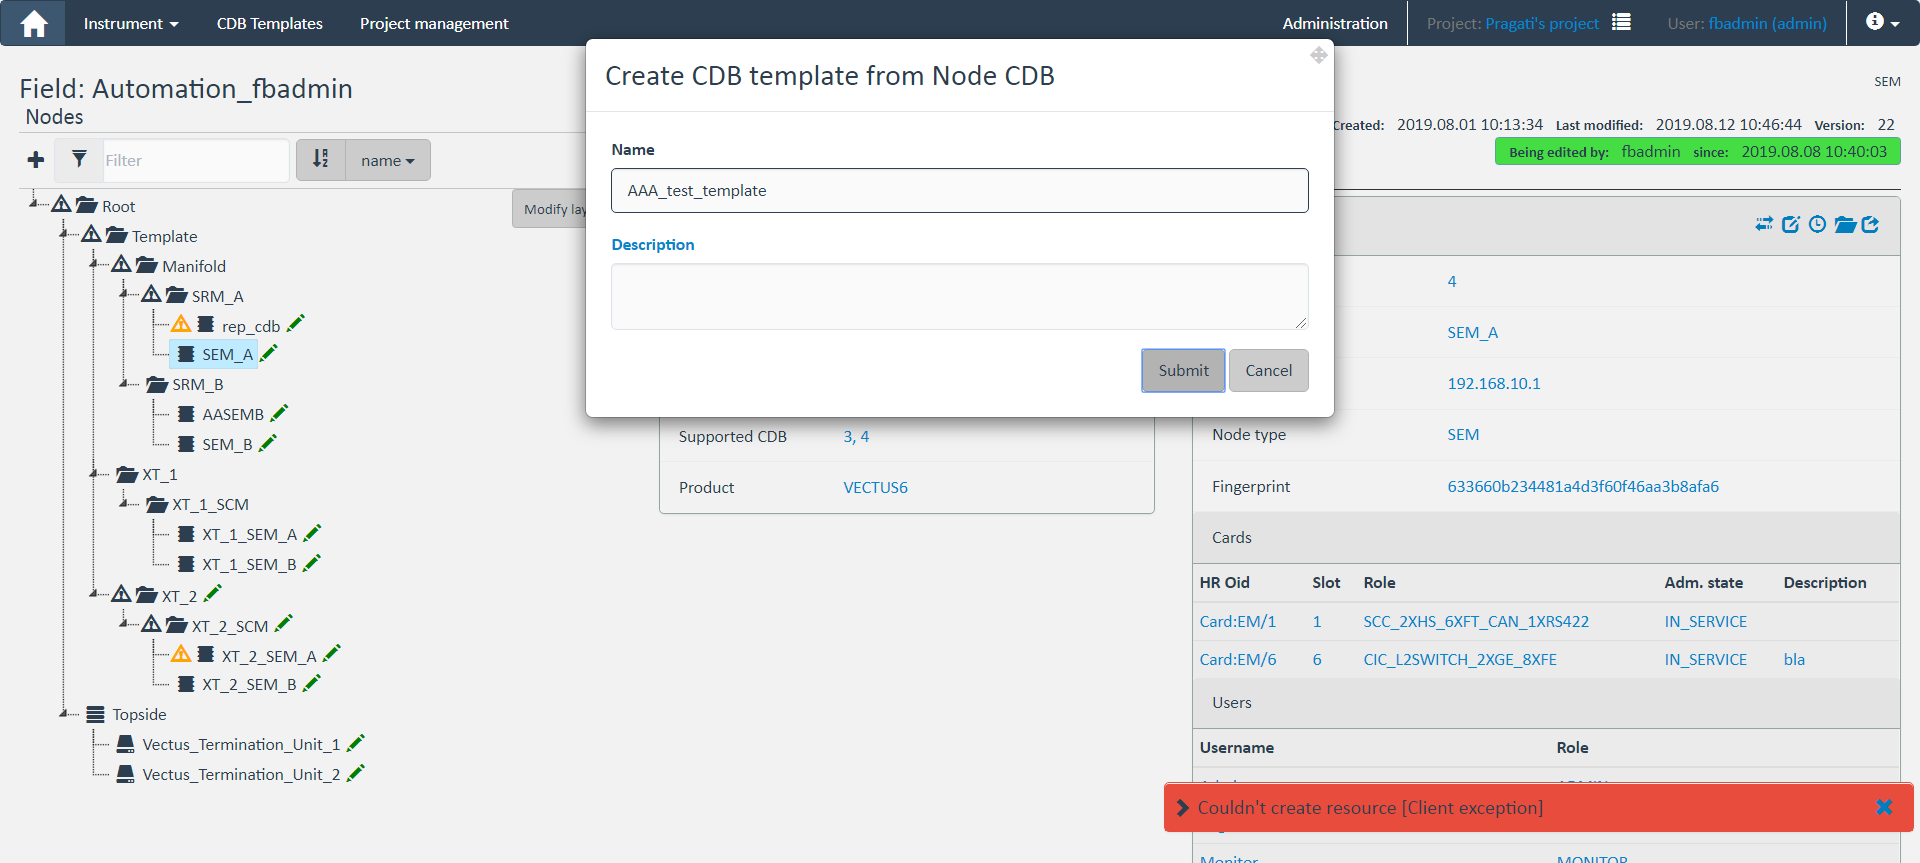 Instrument CDB Templates Project management Administration Project: Pragati's project User: fbadmin (admin)
Field: Automation_fbadmin
Nodes
Filter name
Root
Template
Manifold
SRM_A
rep_cdb
SEM_A
SRM_B
AASEMB
SEM_B
XT_1
XT_1_SCM
XT_1_SEM_A
XT_1_SEM_B
XT_2
XT_2_SCM
XT_2_SEM_A
XT_2_SEM_B
Topside
Vectus_Termination_Unit_1
Vectus_Termination_Unit_2
Modify lay
Create CDB template from Node CDB
Name
AAA_test_template
Description
Submit Cancel
Supported CDB 3, 4
Product VECTUS6
SEM
Created: 2019.08.01 10:13:34 Last modified: 2019.08.12 10:46:44 Version: 22
Being edited by: fbadmin since: 2019.08.08 10:40:03
4
SEM_A
192.168.10.1
Node type SEM
Fingerprint 633660b234481a4d3f60f46aa3b8afa6
Cards
HR Oid Slot Role Adm. state Description
Card:EM/1 1 SCC_2XHS_6XFT_CAN_1XRS422 IN_SERVICE
Card:EM/6 6 CIC_L2SWITCH_2XGE_8XFE IN_SERVICE bla
Users
Username Role
Couldn't create resource [Client exception]
Monitor MONITOR